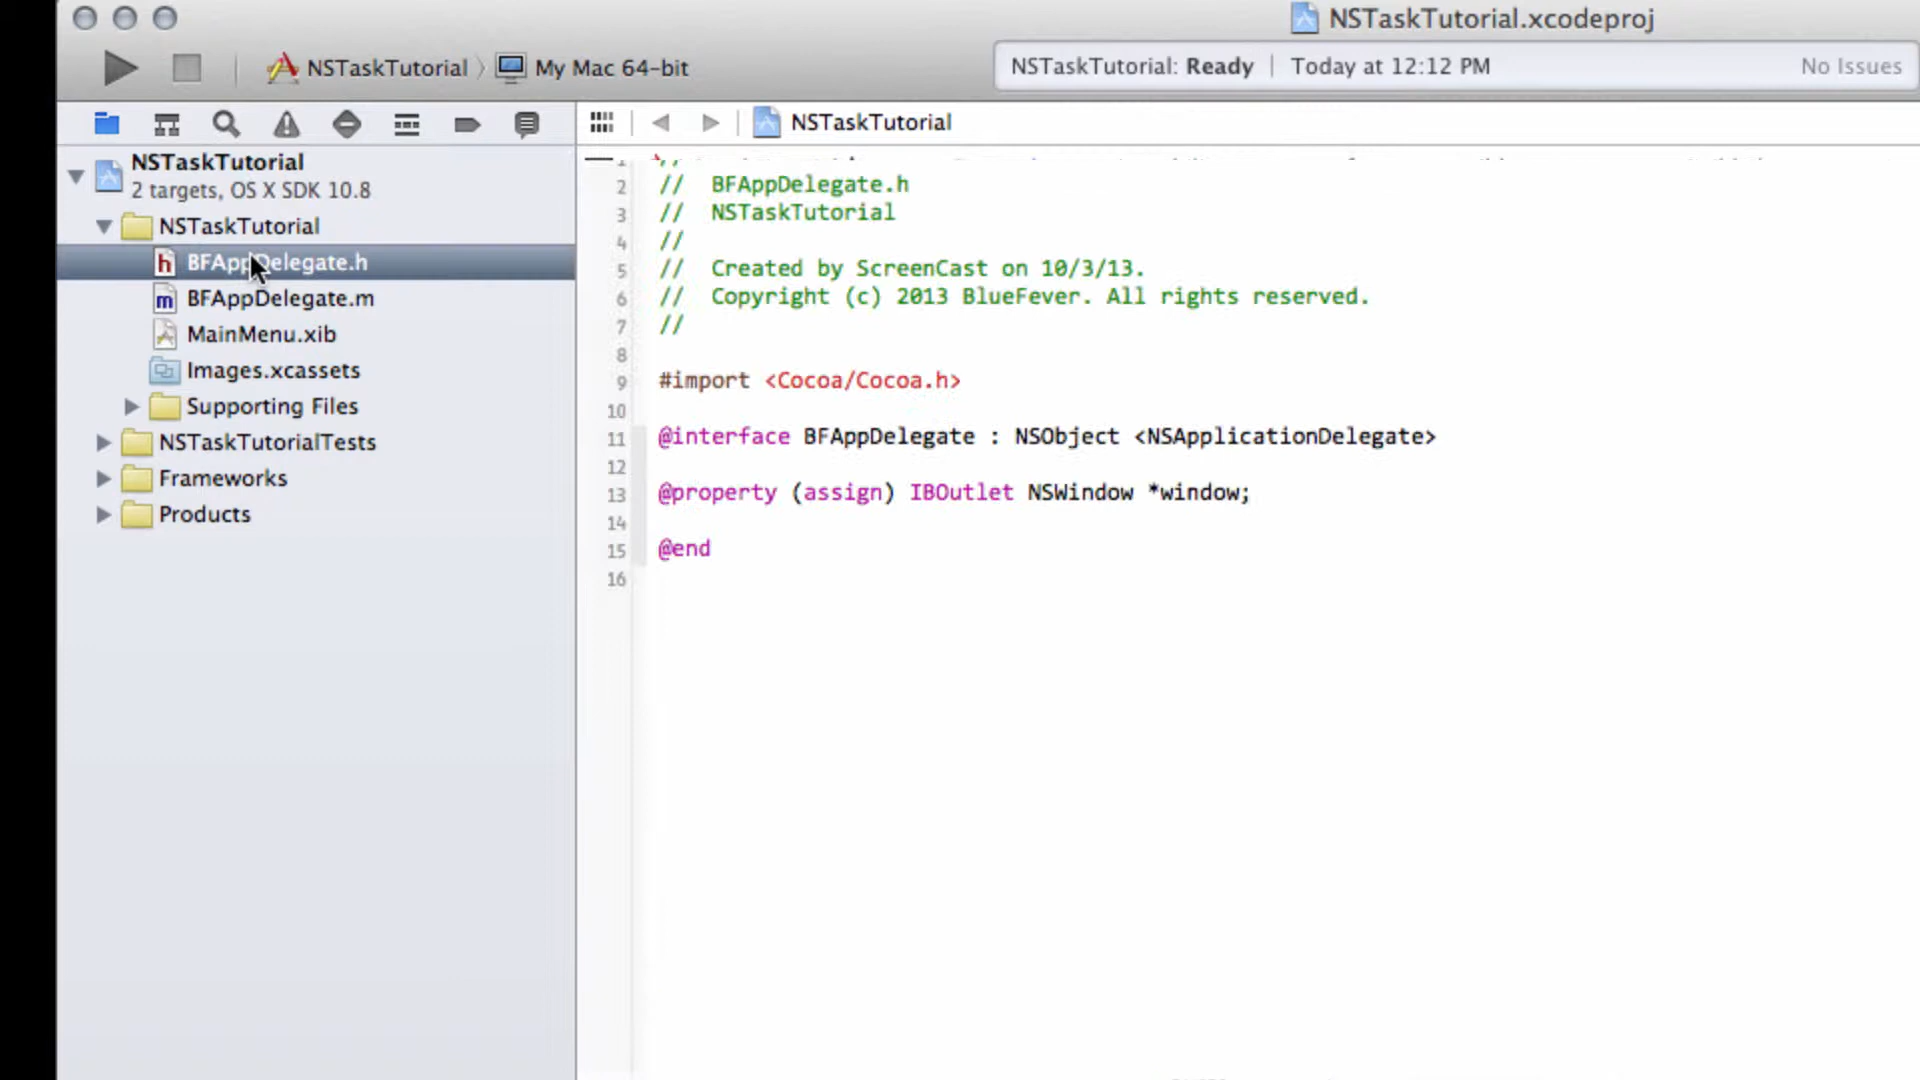 NSTaskTutorial.xcodeproj
NSTaskTutorial
My Mac 64-bit
NSTaskTutorial: Ready
Today at 12:12 PM
No Issues
NSTaskTutorial
NSTaskTutorial
2 targets, OS X SDK 10.8
NSTaskTutorial
h BFAppDelegate.h
m BFAppDelegate.m
MainMenu.xib
Images.xcassets
Supporting Files
NSTaskTutorialTests
Frameworks
Products
1 //
2 // BFAppDelegate.h
3 // NSTaskTutorial
4 //
5 // Created by ScreenCast on 10/3/13.
6 // Copyright (c) 2013 BlueFever. All rights reserved.
7 //
8
9 #import <Cocoa/Cocoa.h>
10
11 @interface BFAppDelegate : NSObject <NSApplicationDelegate>
12
13 @property (assign) IBOutlet NSWindow *window;
14
15 @end
16